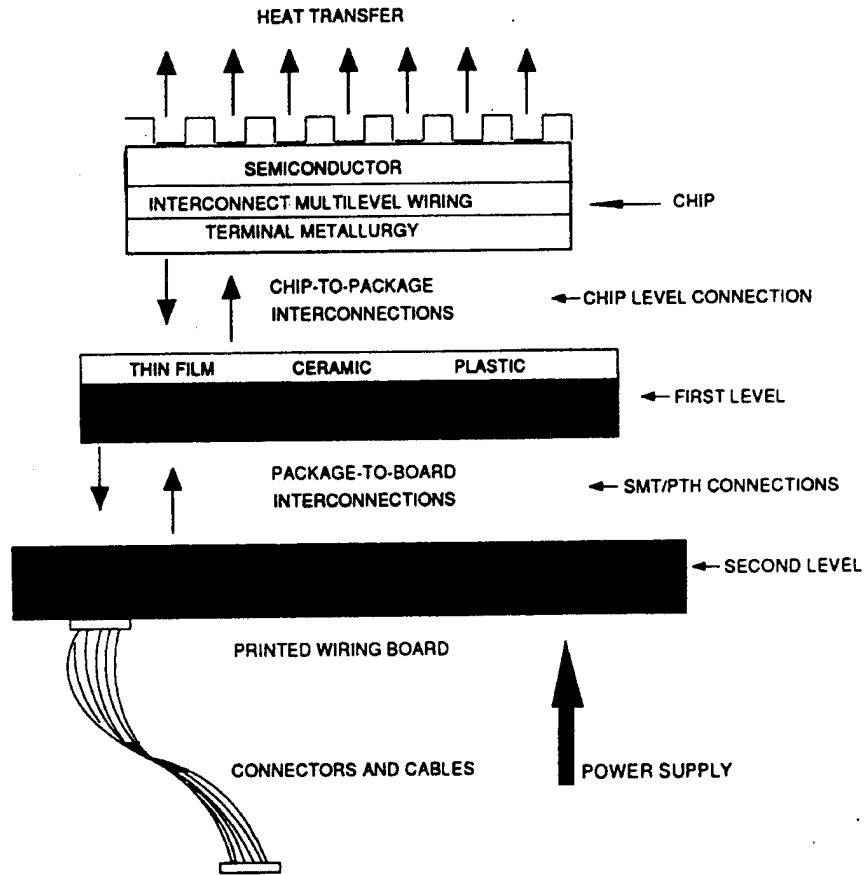 HEAT TRANSFER
SEMICONDUCTOR
INTERCONNECT MULTILEVEL WIRING
CHIP
TERMINAL METALLURGY
CHIP-TO-PACKAGE
INTERCONNECTIONS
CHIP LEVEL CONNECTION
THIN FILM CERAMIC PLASTIC
FIRST LEVEL
PACKAGE-TO-BOARD
INTERCONNECTIONS
SMT/PTH CONNECTIONS
SECOND LEVEL
PRINTED WIRING BOARD
CONNECTORS AND CABLES
POWER SUPPLY